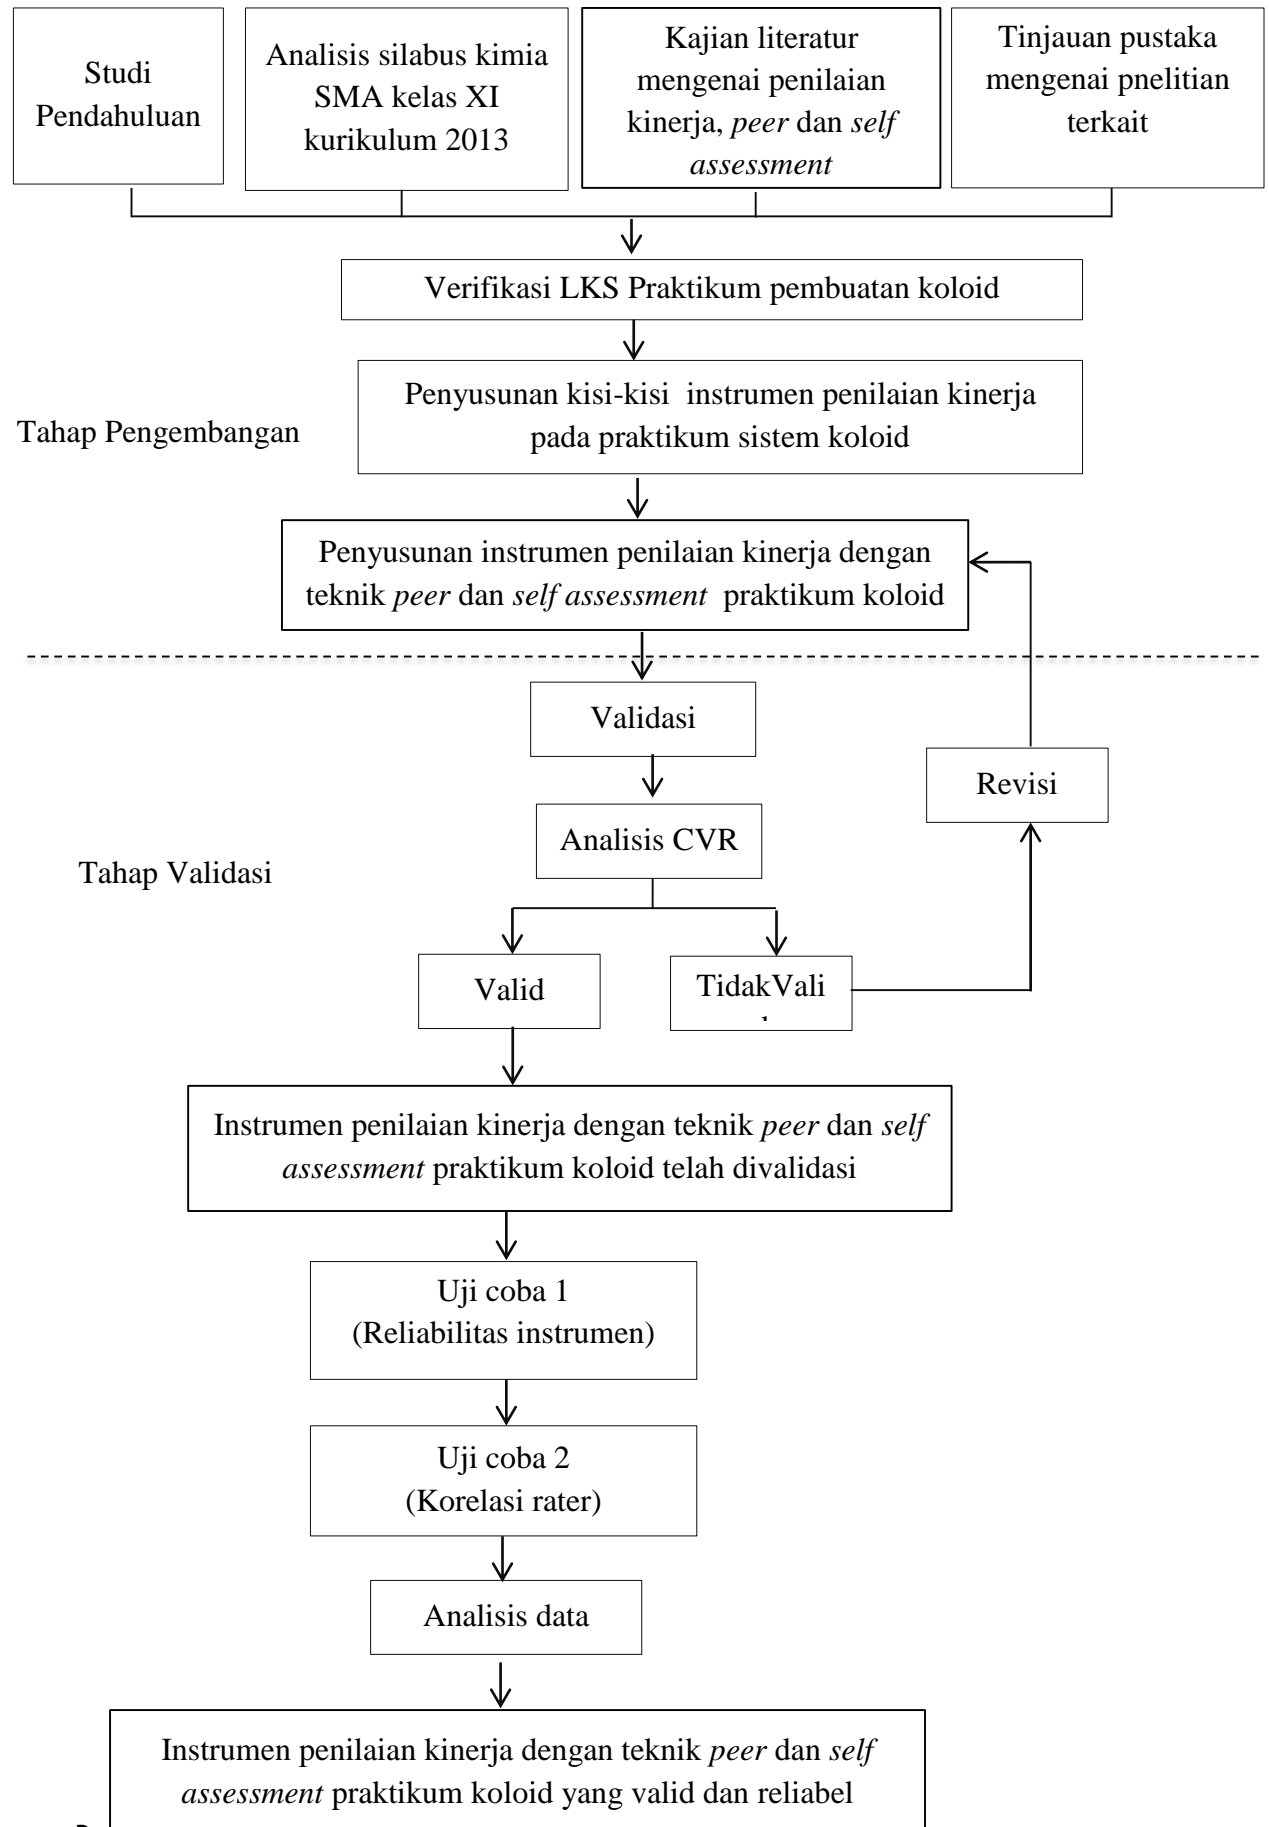 Studi
Pendahuluan
Analisis silabus kimia
SMA kelas XI
kurikulum 2013
Kajian literatur
mengenai penilaian
kinerja, peer dan self
assessment
Tinjauan pustaka
mengenai pnelitian
terkait
Verifikasi LKS Praktikum pembuatan koloid
Penyusunan kisi-kisi instrumen penilaian kinerja
pada praktikum sistem koloid
Tahap Pengembangan
Penyusunan instrumen penilaian kinerja dengan
teknik peer dan self assessment praktikum koloid
Validasi
Revisi
Analisis CVR
Tahap Validasi
Valid
TidakVali
Instrumen penilaian kinerja dengan teknik peer dan self
assessment praktikum koloid telah divalidasi
Uji coba 1
(Reliabilitas instrumen)
Uji coba 2
(Korelasi rater)
Analisis data
Instrumen penilaian kinerja dengan teknik peer dan self
assessment praktikum koloid yang valid dan reliabel